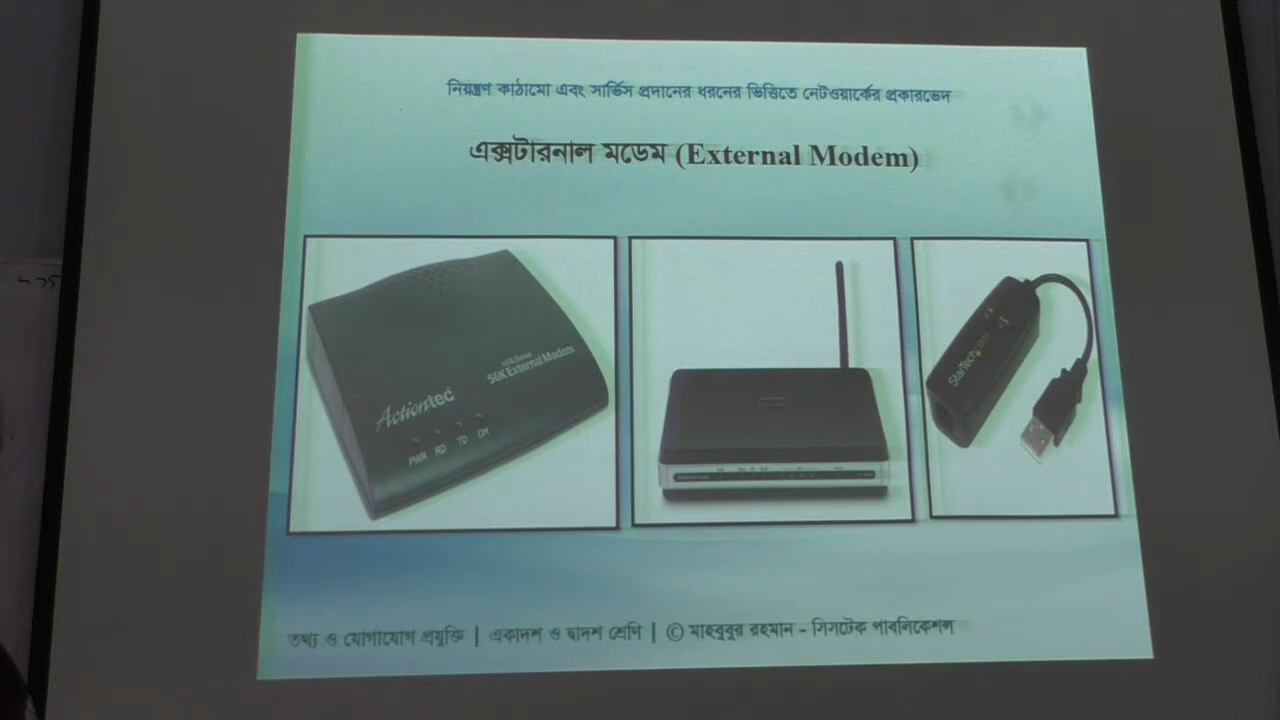 নিয়ন্ত্রণ কাঠামো এবং সার্ভিস প্রদানের ধরনের ভিত্তিতে নেটওয়ার্কের প্রকারভেদ
এক্সটারনাল মডেম (External Modem)
56K External Modem
Actiontec
PWR RD TD OH
StarTech.com
তথ্য ও যোগাযোগ প্রযুক্তি | একাদশ ও দ্বাদশ শ্রেণি | © মাহবুবুর রহমান - সিসটেক পাবলিকেশন্স